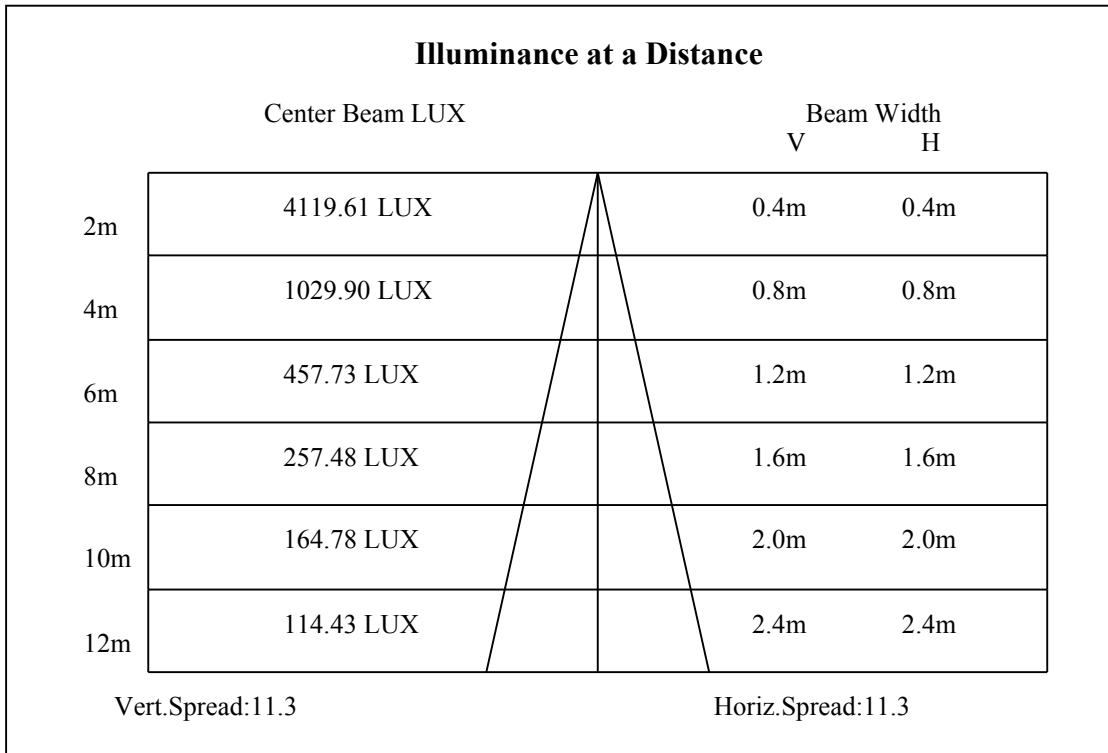 Illuminance at a Distance
Center Beam LUX Beam Width
V H
2m 4119.61 LUX 0.4m 0.4m
4m 1029.90 LUX 0.8m 0.8m
6m 457.73 LUX 1.2m 1.2m
8m 257.48 LUX 1.6m 1.6m
10m 164.78 LUX 2.0m 2.0m
12m 114.43 LUX 2.4m 2.4m
Vert.Spread:11.3 Horiz.Spread:11.3